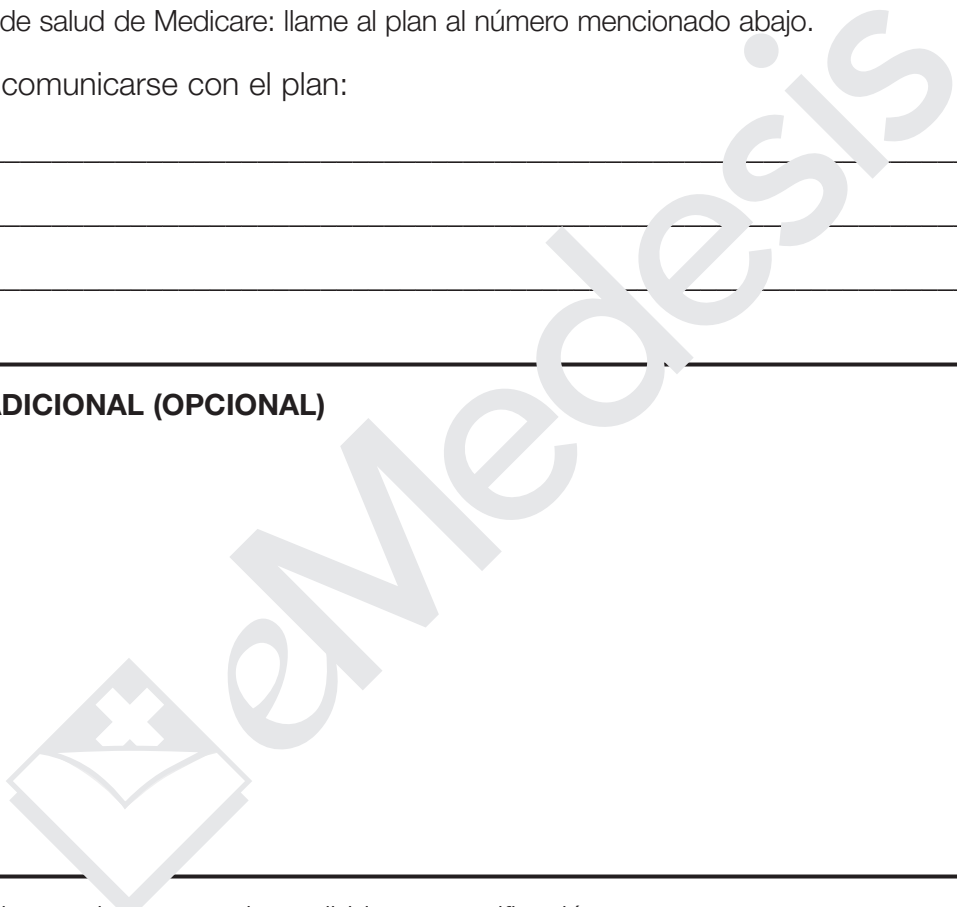 de salud de Medicare: llame al plan al número mencionado abajo.
comunicarse con el plan:
ADICIONAL (OPCIONAL)
eMedesis